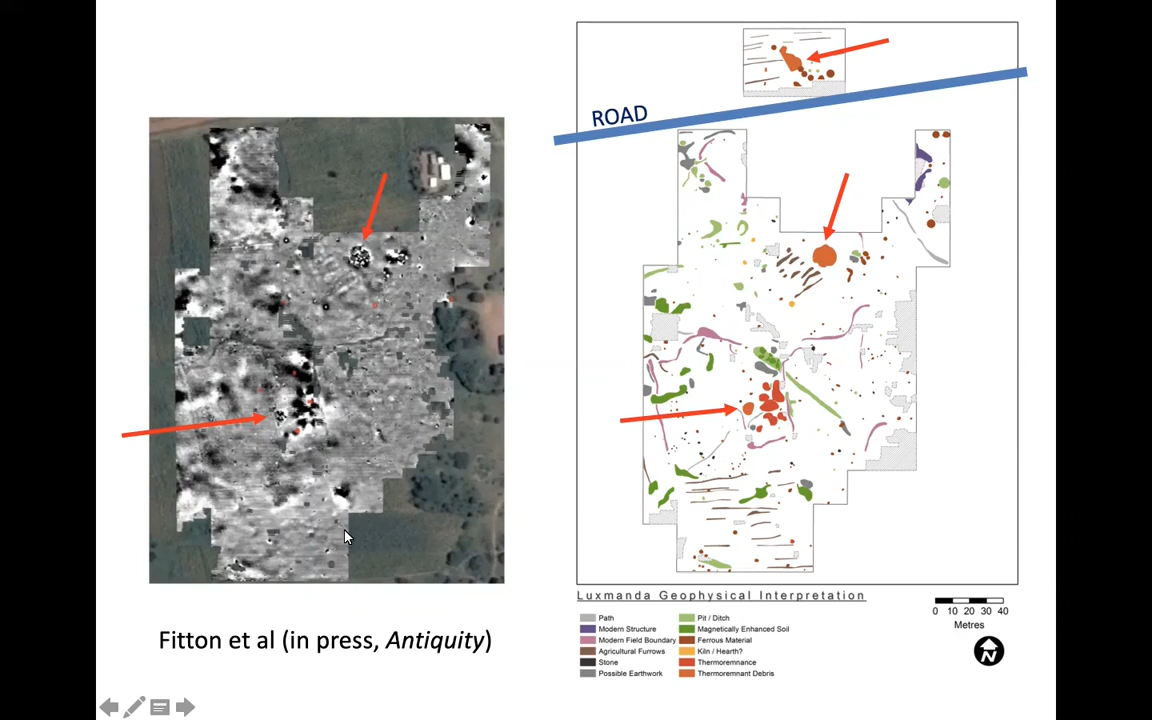 ROAD
Luxmanda Geophysical Interpretation
Path
Modern Structure
Modern Field Boundary
Agricultural Furrows
Stone
Possible Earthwork
Pit / Ditch
Magnetically Enhanced Soil
Ferrous Material
Kiln / Hearth?
Thermoremnance
Thermoremnant Debris
0 10 20 30 40
Metres
N
Fitton et al (in press, Antiquity)